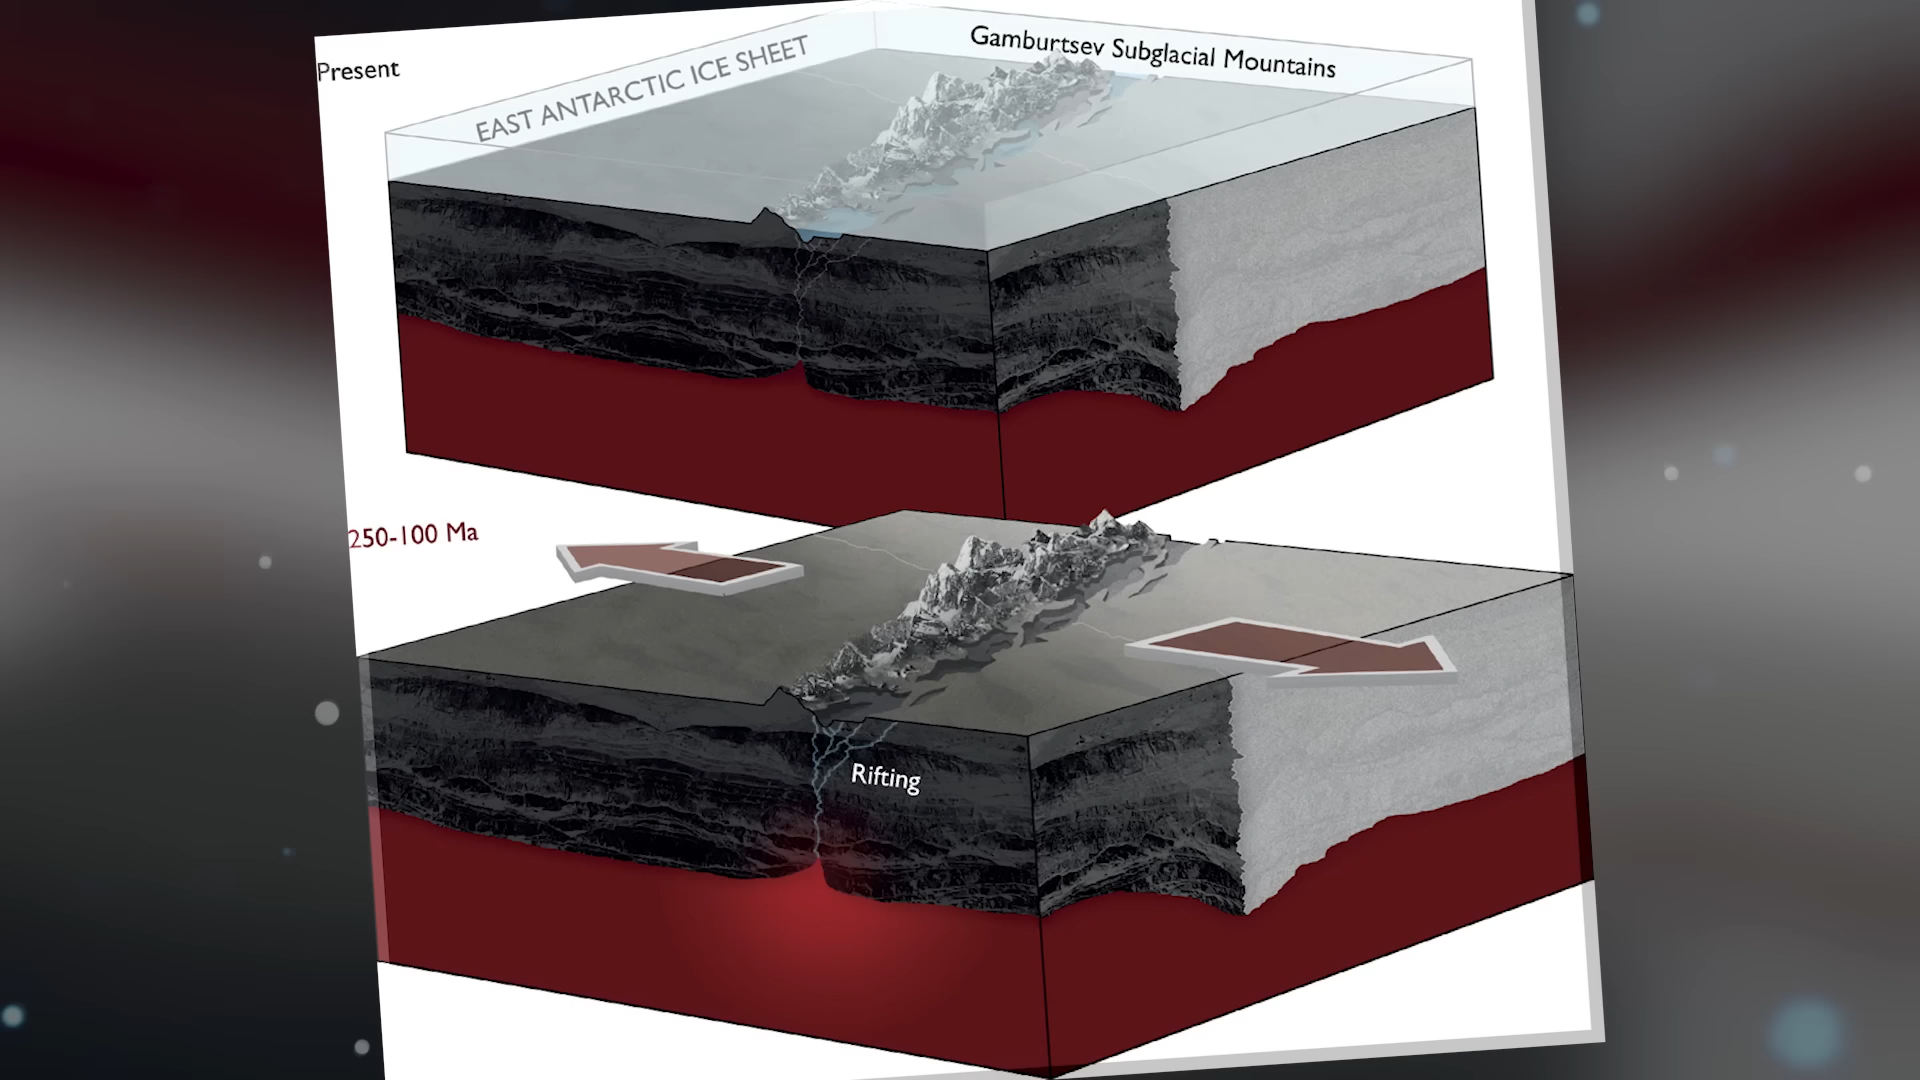 Present
EAST ANTARCTIC ICE SHEET
Gamburtsev Subglacial Mountains
250-100 Ma
Rifting